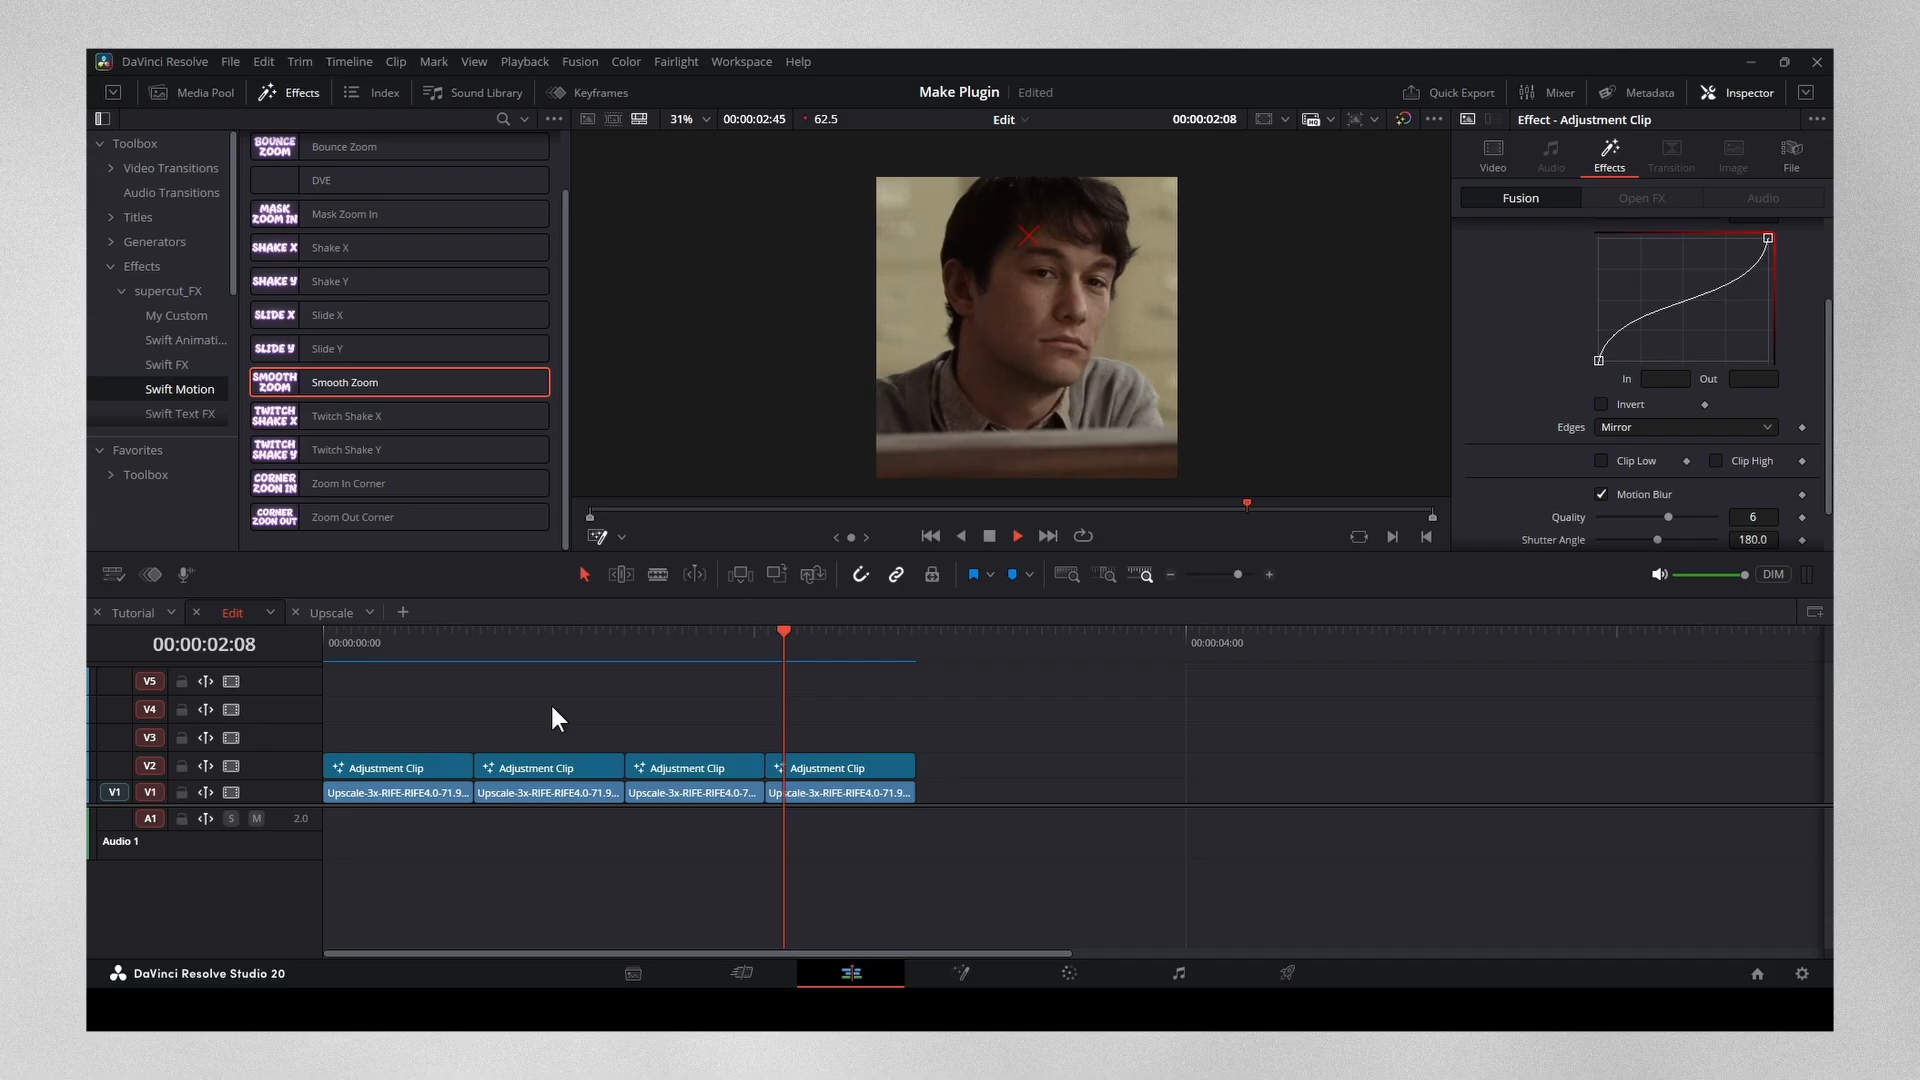 DaVinci Resolve File Edit Trim Timeline Clip Mark View Playback Fusion Color Fairlight Workspace Help
Media Pool Effects Index Sound Library Keyframes Make Plugin Edited Quick Export Mixer Metadata Inspector
31% 00:00:02:45 62.5 Edit 00:00:02:08 Effect - Adjustment Clip
Toolbox
Video Transitions
Audio Transitions
Titles
Generators
Effects
supercut_FX
My Custom
Swift Animati...
Swift FX
Swift Motion
Swift Text FX
Favorites
Toolbox
BOUNCE ZOOM Bounce Zoom
DVE
MASK ZOOM IN Mask Zoom In
SHAKE X Shake X
SHAKE Y Shake Y
SLIDE X Slide X
SLIDE Y Slide Y
SMOOTH ZOOM Smooth Zoom
TWITCH SHAKE X Twitch Shake X
TWITCH SHAKE Y Twitch Shake Y
CORNER ZOON IN Zoom In Corner
CORNER ZOON OUT Zoom Out Corner
Video Audio Effects Transition Image File
Fusion Open FX Audio
In Out
Invert
Edges Mirror
Clip Low Clip High
Motion Blur
Quality 6
Shutter Angle 180.0
DIM
Tutorial Edit Upscale
00:00:02:08 00:00:00:00 00:00:04:00
V5
V4
V3
V2 Adjustment Clip Adjustment Clip Adjustment Clip Adjustment Clip
V1 V1 Upscale-3x-RIFE-RIFE4.0-71.9... Upscale-3x-RIFE-RIFE4.0-71.9... Upscale-3x-RIFE-RIFE4.0-7... Upscale-3x-RIFE-RIFE4.0-71.9...
A1 S M 2.0
Audio 1
DaVinci Resolve Studio 20